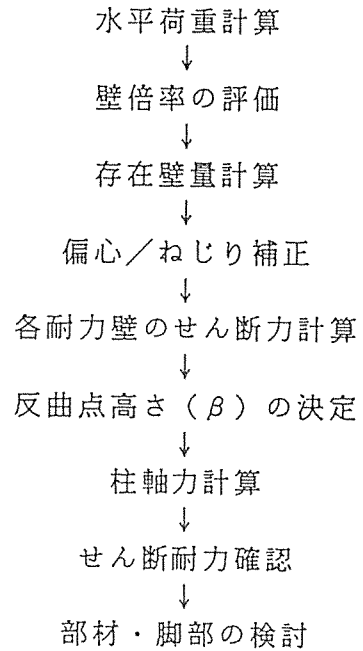 水平荷重計算
↓
壁倍率の評価
↓
存在壁量計算
↓
偏心／ねじり補正
↓
各耐力壁のせん断力計算
↓
反曲点高さ（β）の決定
↓
柱軸力計算
↓
せん断耐力確認
↓
部材・脚部の検討